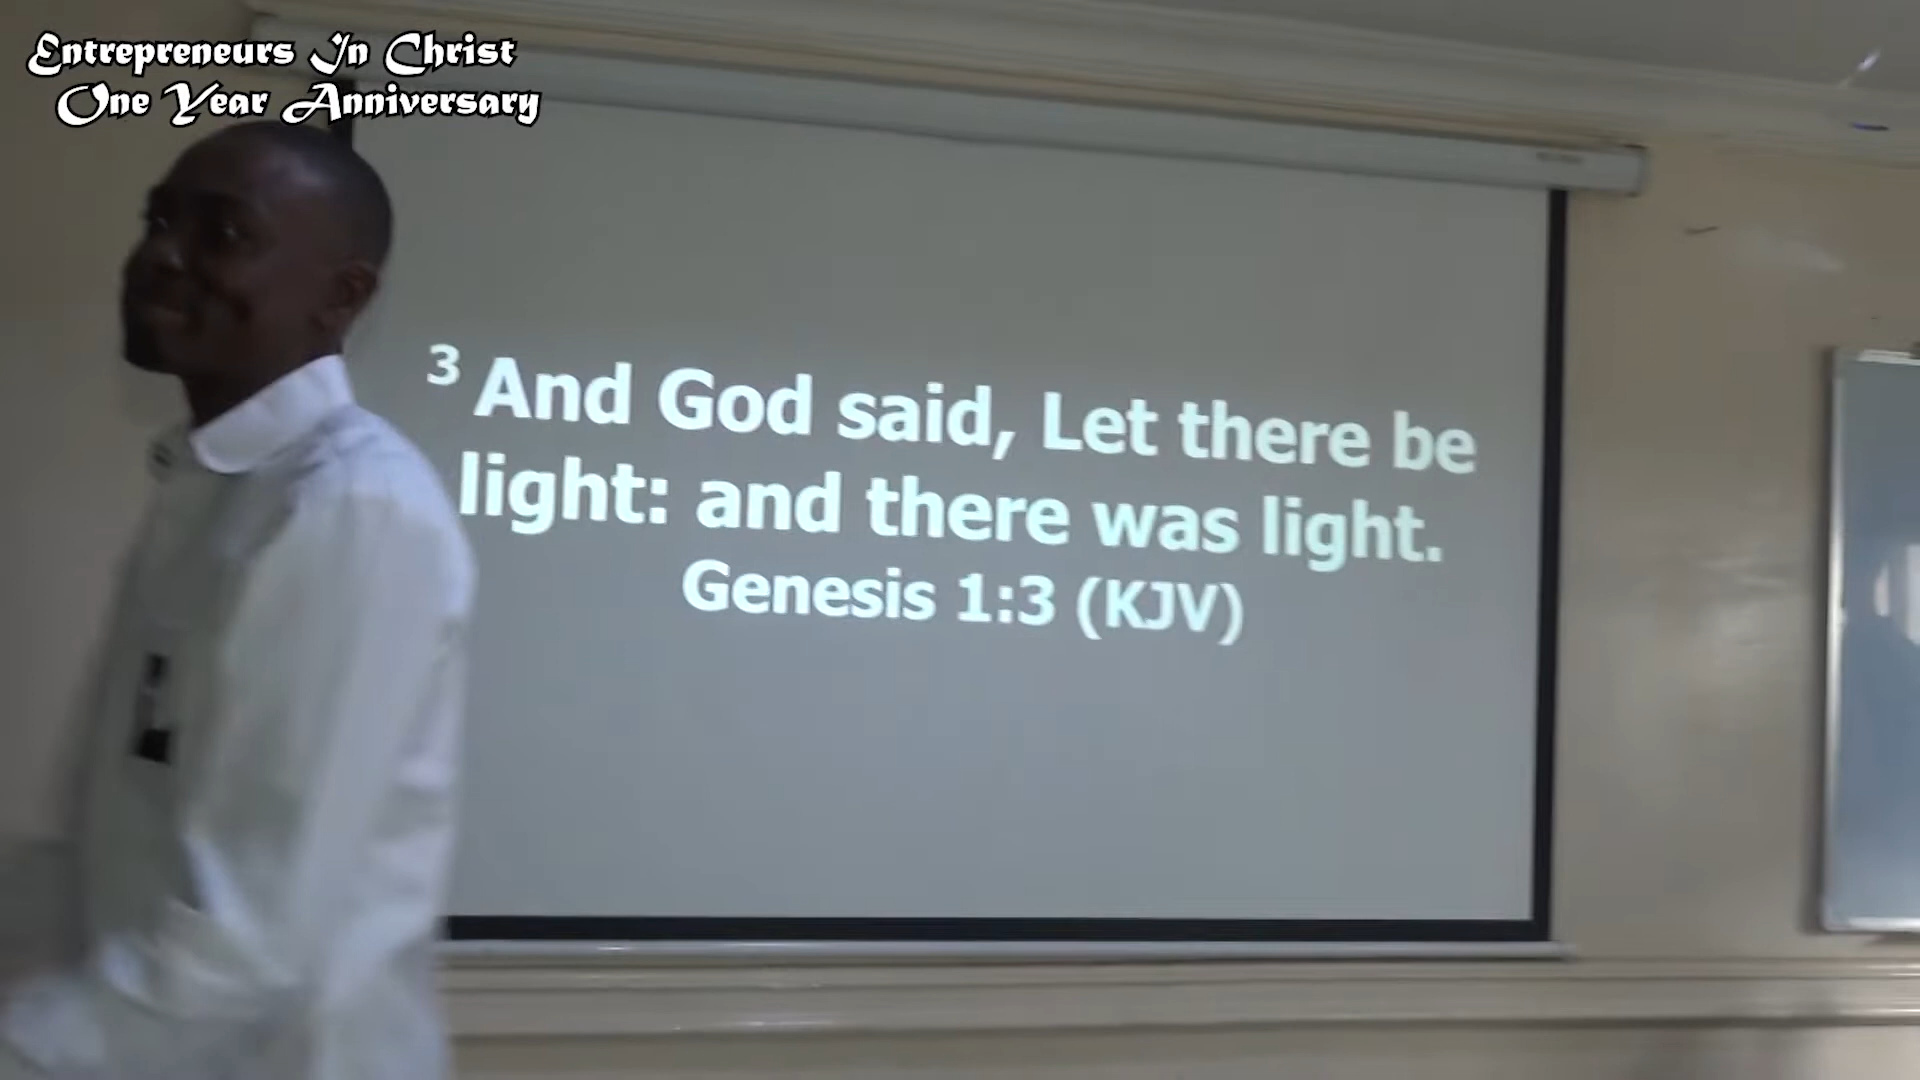 Entrepreneurs In Christ
One Year Anniversary
3 And God said, Let there be
light: and there was light.
Genesis 1:3 (KJV)